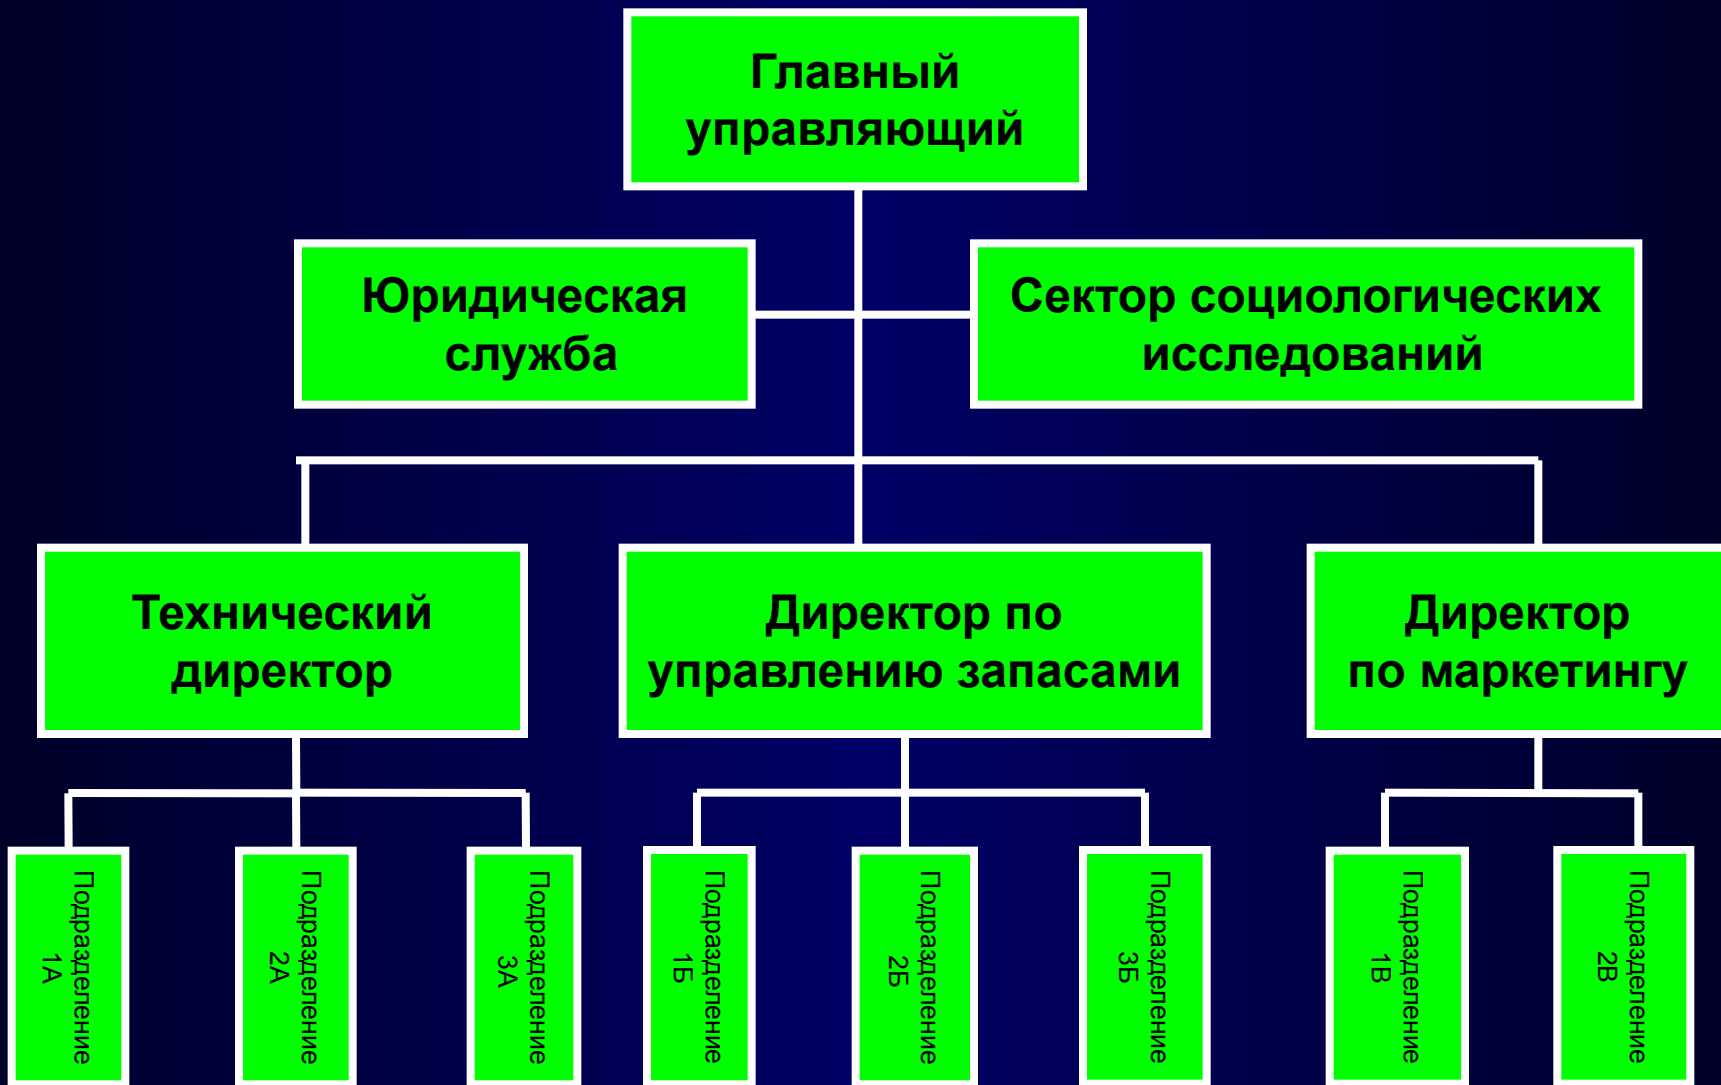 Главный
управляющий
Юридическая
служба
Сектор социологических
исследований
Технический
директор
Директор по
управлению запасами
Директор
по маркетингу
Подразделение
1А
Подразделение
2А
Подразделение
3А
Подразделение
1Б
Подразделение
2Б
Подразделение
3Б
Подразделение
1В
Подразделение
2В